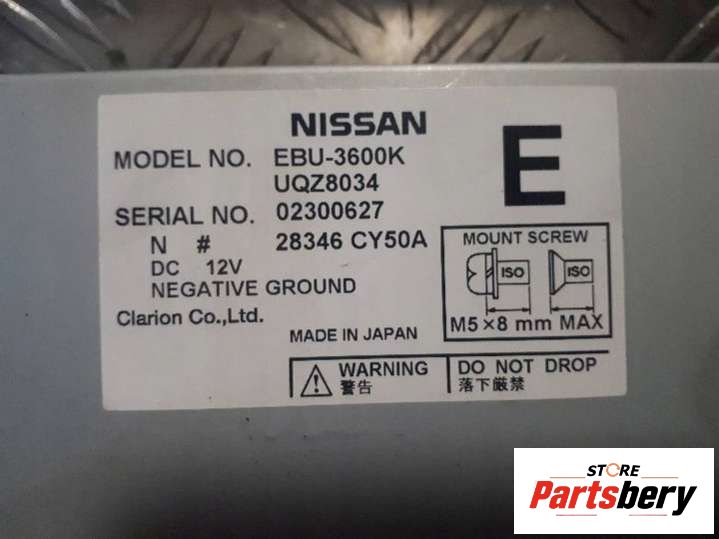 NISSAN
E
MODEL NO. EBU-3600K
UQZ8034
SERIAL NO. 02300627
N # 28346 CY50A
DC 12V
NEGATIVE GROUND
Clarion Co.,Ltd.
MADE IN JAPAN
MOUNT SCREW
ISO ISO
M5×8 mm MAX
WARNING
警告
DO NOT DROP
落下厳禁
STORE
Partsbery